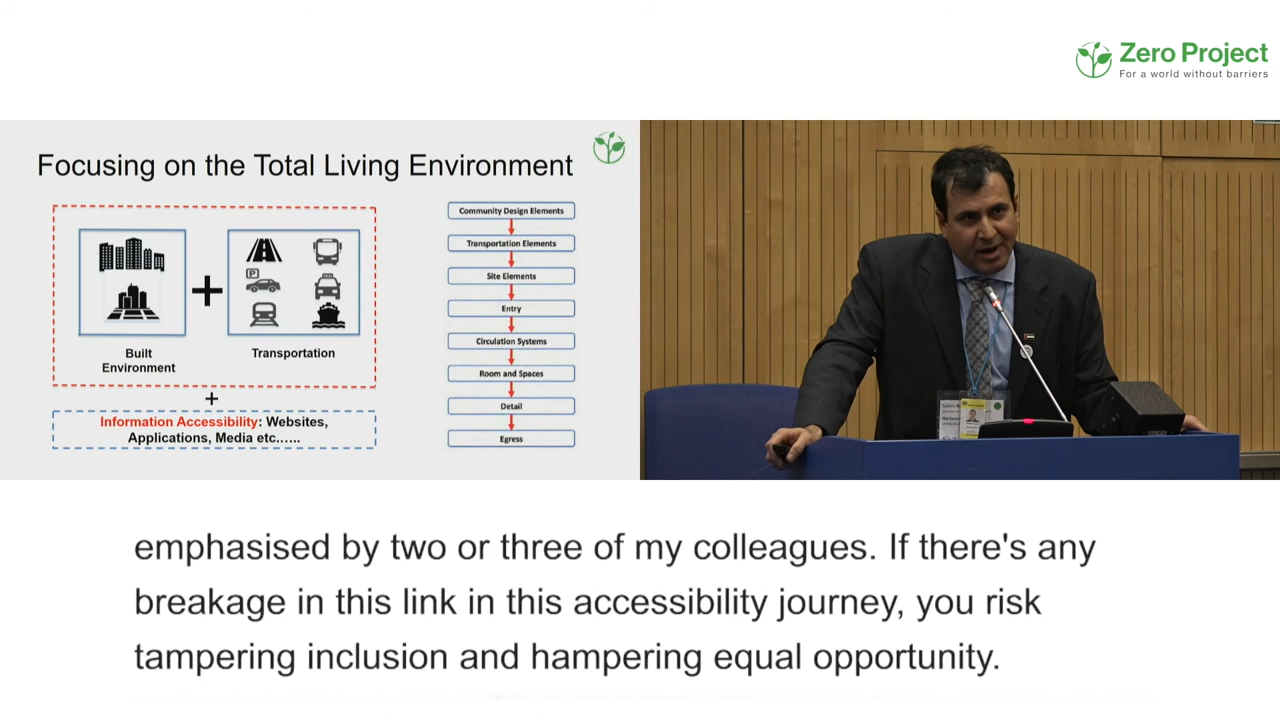 Zero Project
For a world without barriers
Focusing on the Total Living Environment
Built
Environment
Transportation
+
Information Accessibility: Websites,
Applications, Media etc......
Community Design Elements
Transportation Elements
Site Elements
Entry
Circulation Systems
Room and Spaces
Detail
Egress
emphasised by two or three of my colleagues. If there's any
breakage in this link in this accessibility journey, you risk
tampering inclusion and hampering equal opportunity.